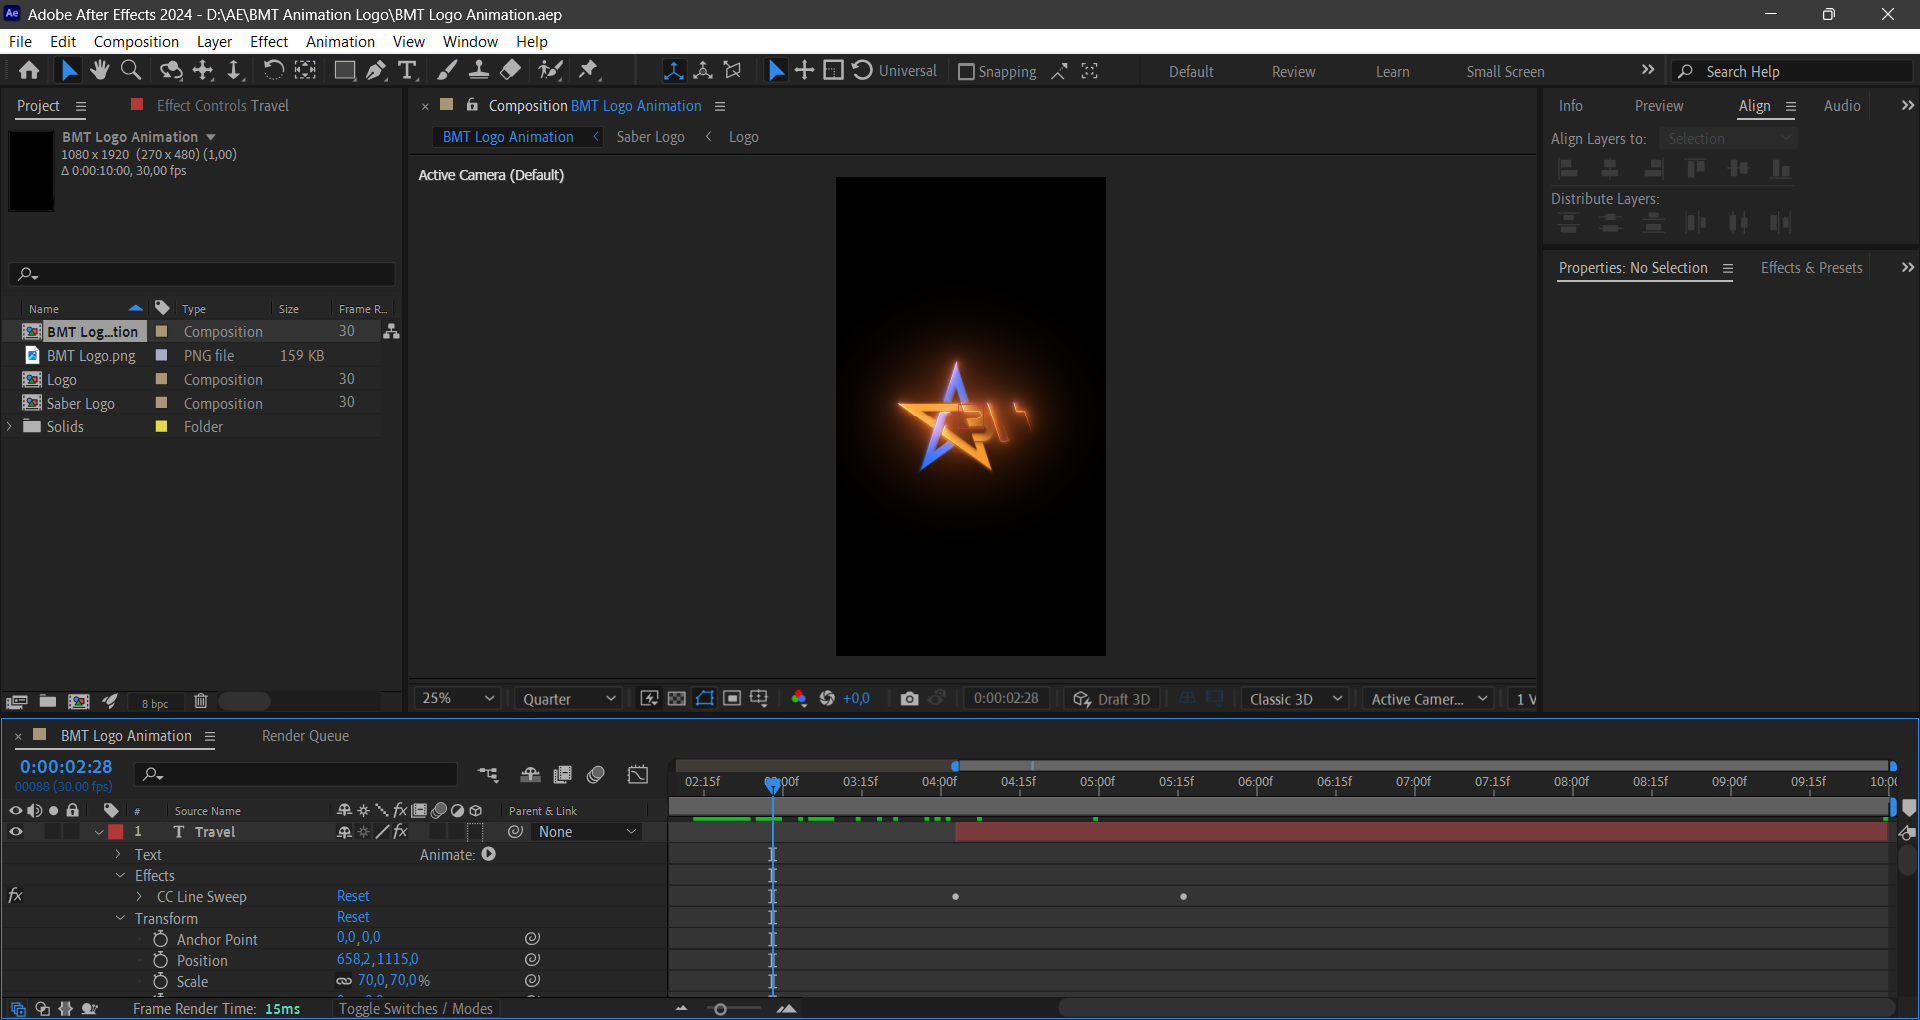 Adobe After Effects 2024 - D:\AE\BMT Animation Logo\BMT Logo Animation.aep
File Edit Composition Layer Effect Animation View Window Help
Universal Snapping Default Review Learn Small Screen Search Help
Project Effect Controls Travel
BMT Logo Animation
1080 x 1920 (270 x 480) (1,00)
Δ 0:00:10:00, 30,00 fps
Name Type Size Frame R...
BMT Log...tion Composition 30
BMT Logo.png PNG file 159 KB
Logo Composition 30
Saber Logo Composition 30
Solids Folder
8 bpc
Composition BMT Logo Animation
BMT Logo Animation Saber Logo Logo
Active Camera (Default)
25% Quarter +0,0 0:00:02:28 Draft 3D Classic 3D Active Camer... 1 V
Info Preview Align Audio
Align Layers to: Selection
Distribute Layers:
Properties: No Selection Effects & Presets
BMT Logo Animation Render Queue
0:00:02:28
00088 (30.00 fps)
02:15f 03:00f 03:15f 04:00f 04:15f 05:00f 05:15f 06:00f 06:15f 07:00f 07:15f 08:00f 08:15f 09:00f 09:15f 10:00
# Source Name fx Parent & Link
1 T Travel fx None
Text Animate:
Effects
fx CC Line Sweep Reset
Transform Reset
Anchor Point 0,0,0,0
Position 658,2,1115,0
Scale 70,0,70,0%
Frame Render Time: 15ms Toggle Switches / Modes